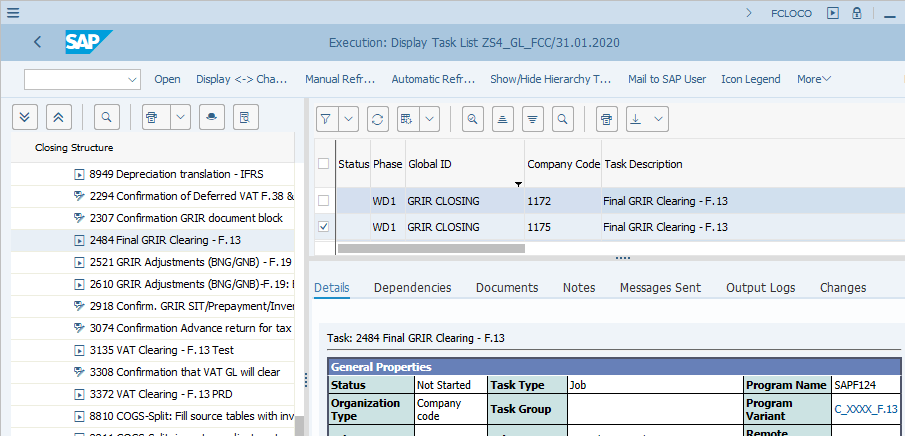 FCLOCO
SAP Execution: Display Task List ZS4_GL_FCC/31.01.2020
Open Display <-> Cha... Manual Refr... Automatic Refr... Show/Hide Hierarchy T... Mail to SAP User Icon Legend More
Closing Structure
8949 Depreciation translation - IFRS
2294 Confirmation of Deferred VAT F.38 &
2307 Confirmation GRIR document block
2484 Final GRIR Clearing - F.13
2521 GRIR Adjustments (BNG/GNB) - F.19
2610 GRIR Adjustments (BNG/GNB)-F.19:
2918 Confirm. GRIR SIT/Prepayment/Inver
3074 Confirmation Advance return for tax
3135 VAT Clearing - F.13 Test
3308 Confirmation that VAT GL will clear
3372 VAT Clearing - F.13 PRD
8810 COGS-Split: Fill source tables with inv
Status Phase Global ID Company Code Task Description
WD1 GRIR CLOSING 1172 Final GRIR Clearing - F.13
WD1 GRIR CLOSING 1175 Final GRIR Clearing - F.13
Details Dependencies Documents Notes Messages Sent Output Logs Changes
Task: 2484 Final GRIR Clearing - F.13
General Properties
Status Not Started Task Type Job Program Name SAPF124
Organization Type Company code Task Group Program Variant C_XXXX_F.13
Remote